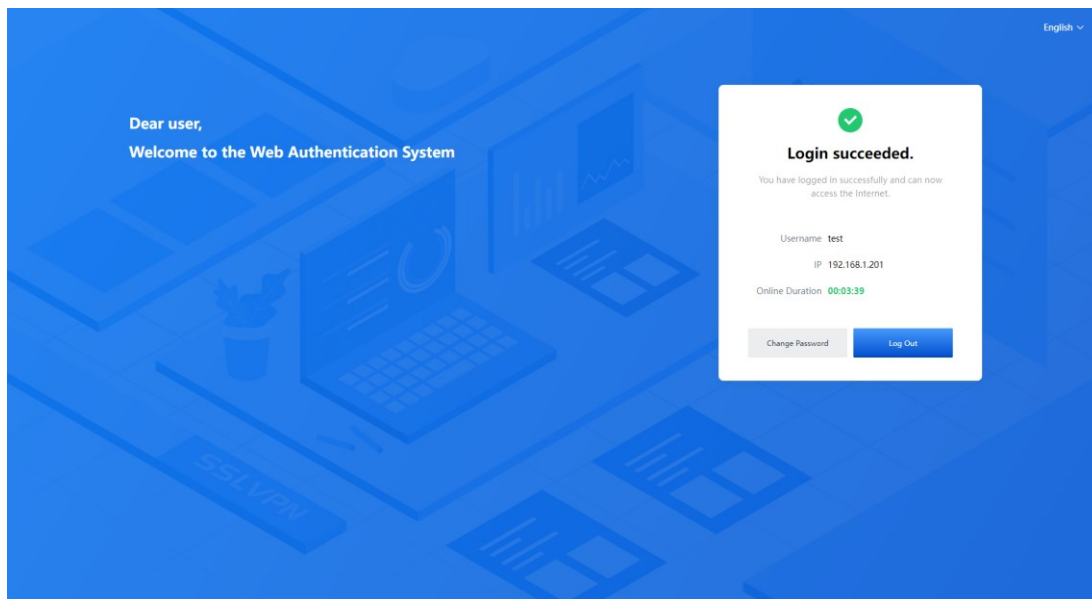 English
Dear user,
Welcome to the Web Authentication System
Login succeeded.
You have logged in successfully and can now
access the Internet.
Username test
IP 192.168.1.201
Online Duration 00:03:39
Change Password
Log Out
SSLVPN